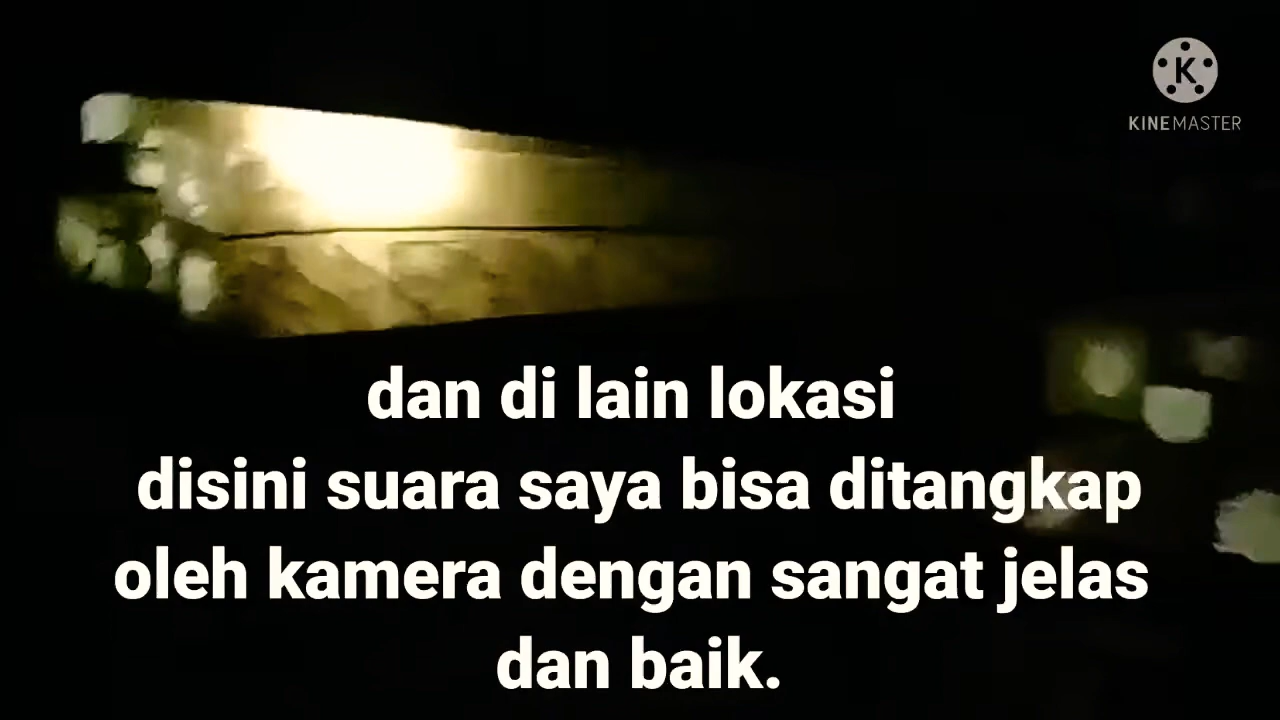 K
KINEMASTER
dan di lain lokasi
disini suara saya bisa ditangkap
oleh kamera dengan sangat jelas
dan baik.